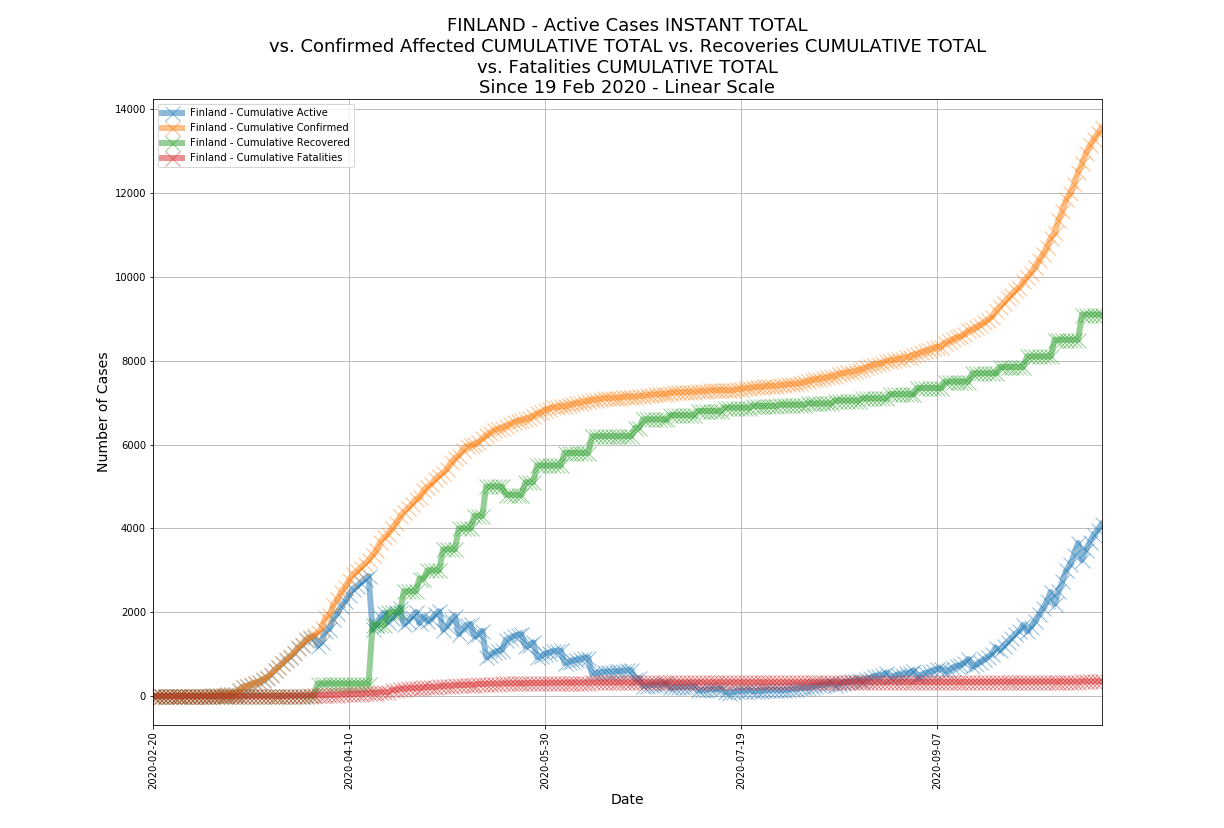 FINLAND - Active Cases INSTANT TOTAL
vs. Confirmed Affected CUMULATIVE TOTAL vs. Recoveries CUMULATIVE TOTAL
vs. Fatalities CUMULATIVE TOTAL
Since 19 Feb 2020 - Linear Scale
Finland - Cumulative Active
Finland - Cumulative Confirmed
Finland - Cumulative Recovered
Finland - Cumulative Fatalities
Number of Cases
14000
12000
10000
8000
6000
4000
2000
0
2020-02-20
2020-04-10
2020-05-30
2020-07-19
2020-09-07
Date